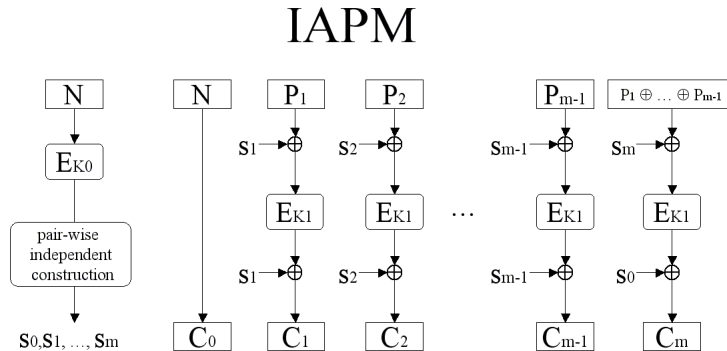 IAPM
N N P1 P2 Pm-1 P1 ⊕ ... ⊕ Pm-1
S1 S2 Sm-1 Sm
EK0
EK1 EK1 ... EK1 EK1
pair-wise
independent
construction
S1 S2 Sm-1 S0
S0,S1, ..., Sm C0 C1 C2 Cm-1 Cm